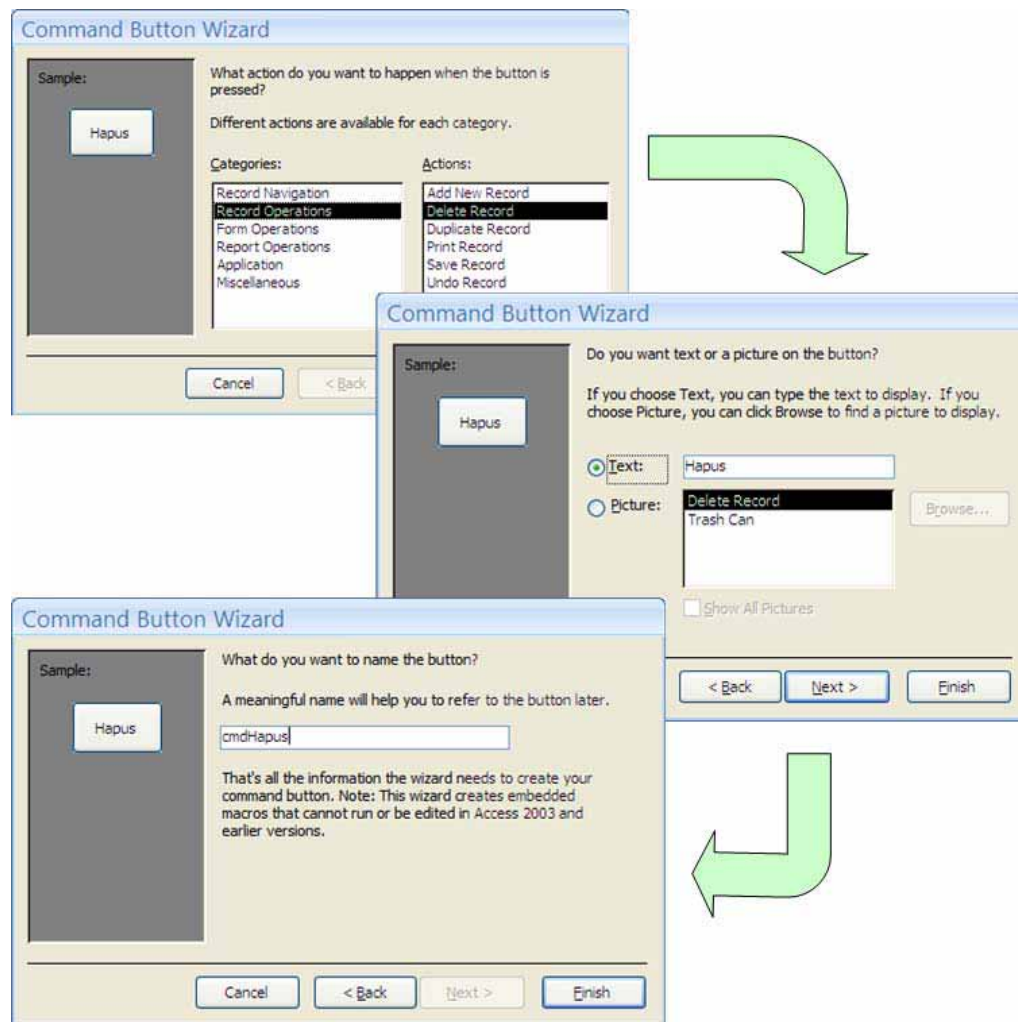 Command Button Wizard
Sample:
Hapus
What action do you want to happen when the button is
pressed?
Different actions are available for each category.
Categories:
Actions:
Record Navigation
Record Operations
Form Operations
Report Operations
Application
Miscellaneous
Add New Record
Delete Record
Duplicate Record
Print Record
Save Record
Undo Record
Cancel
< Back
Command Button Wizard
Sample:
Hapus
Do you want text or a picture on the button?
If you choose Text, you can type the text to display. If you
choose Picture, you can click Browse to find a picture to display.
Text:
Hapus
Picture:
Delete Record
Trash Can
Browse...
Show All Pictures
< Back
Next >
Finish
Command Button Wizard
Sample:
Hapus
What do you want to name the button?
A meaningful name will help you to refer to the button later.
cmdHapus
That's all the information the wizard needs to create your
command button. Note: This wizard creates embedded
macros that cannot run or be edited in Access 2003 and
earlier versions.
Cancel
< Back
Next >
Finish